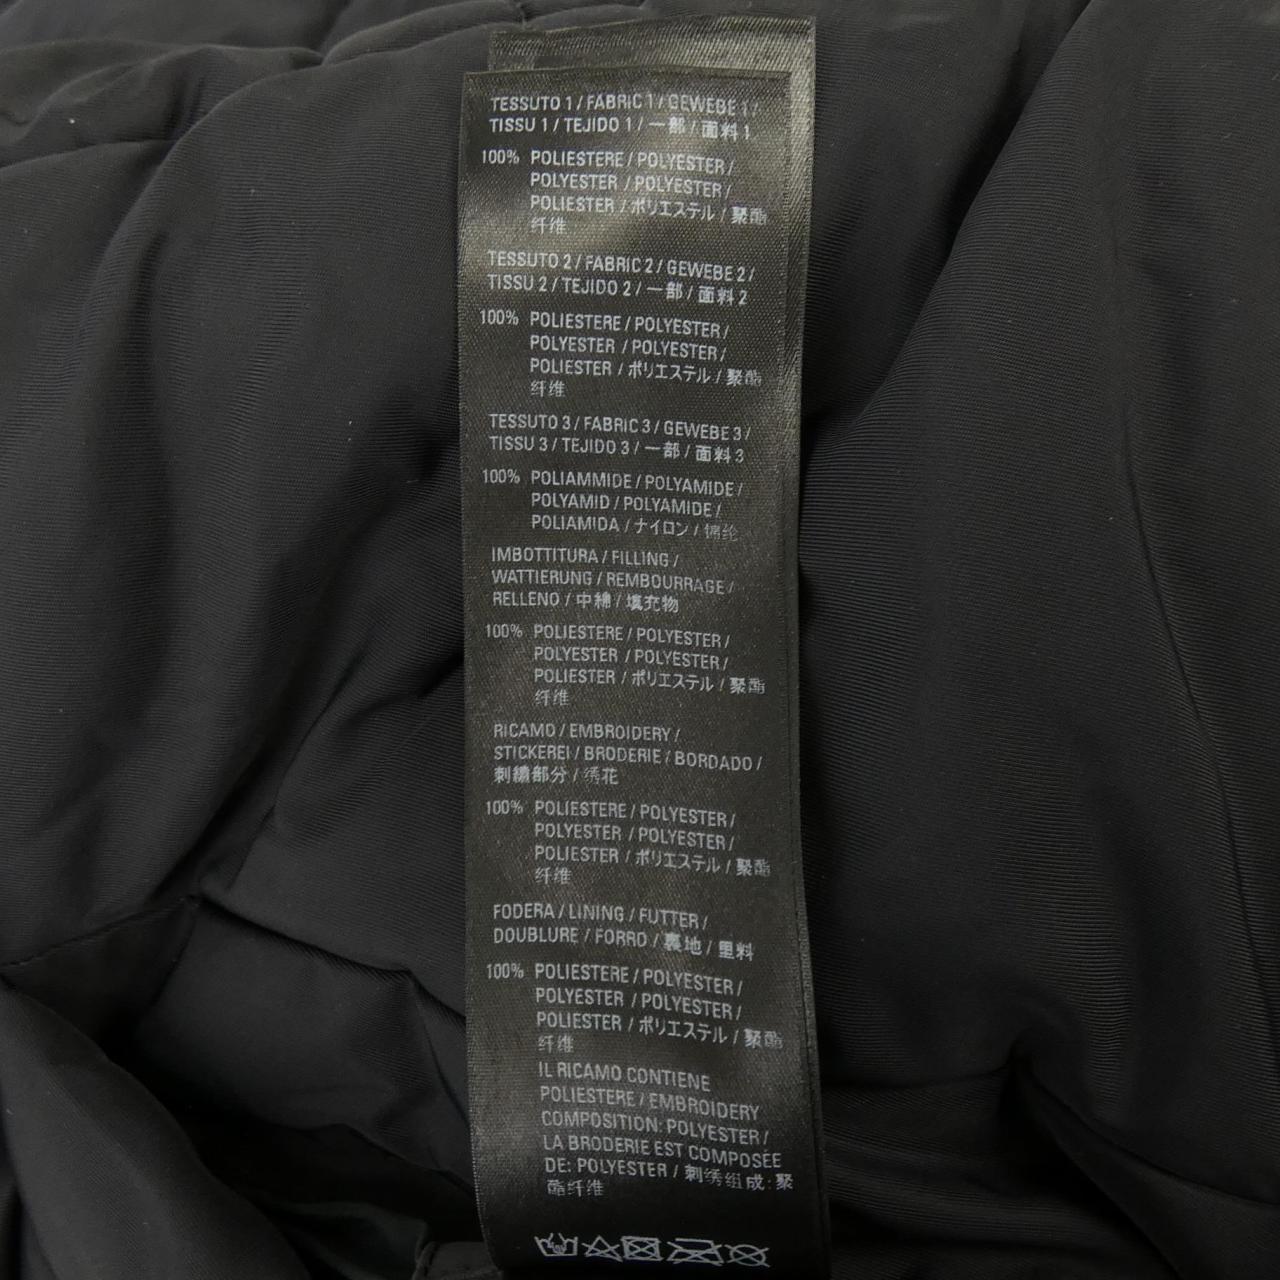 TESSUTO 1 / FABRIC 1 / GEWEBE 1 /
TISSU 1 / TEJIDO 1 / 一部 / 面料 1
100% POLIESTERE / POLYESTER /
POLYESTER / POLYESTER /
POLIESTER / ポリエステル / 聚酯
纤维
TESSUTO 2 / FABRIC 2 / GEWEBE 2 /
TISSU 2 / TEJIDO 2 / 一部 / 面料 2
100% POLIESTERE / POLYESTER /
POLYESTER / POLYESTER /
POLIESTER / ポリエステル / 聚酯
纤维
TESSUTO 3 / FABRIC 3 / GEWEBE 3 /
TISSU 3 / TEJIDO 3 / 一部 / 面料 3
100% POLIAMMIDE / POLYAMIDE /
POLYAMID / POLYAMIDE /
POLIAMIDA / ナイロン / 锦纶
IMBOTTITURA / FILLING /
WATTIERUNG / REMBOURRAGE /
RELLENO / 中綿 / 填充物
100% POLIESTERE / POLYESTER /
POLYESTER / POLYESTER /
POLIESTER / ポリエステル / 聚酯
纤维
RICAMO / EMBROIDERY /
STICKEREI / BRODERIE / BORDADO /
刺繍部分 / 绣花
100% POLIESTERE / POLYESTER /
POLYESTER / POLYESTER /
POLIESTER / ポリエステル / 聚酯
纤维
FODERA / LINING / FUTTER /
DOUBLURE / FORRO / 裏地 / 里料
100% POLIESTERE / POLYESTER /
POLYESTER / POLYESTER /
POLIESTER / ポリエステル / 聚酯
纤维
IL RICAMO CONTIENE
POLIESTERE / EMBROIDERY
COMPOSITION: POLYESTER /
LA BRODERIE EST COMPOSÉE
DE: POLYESTER / 刺绣组成: 聚
酯纤维